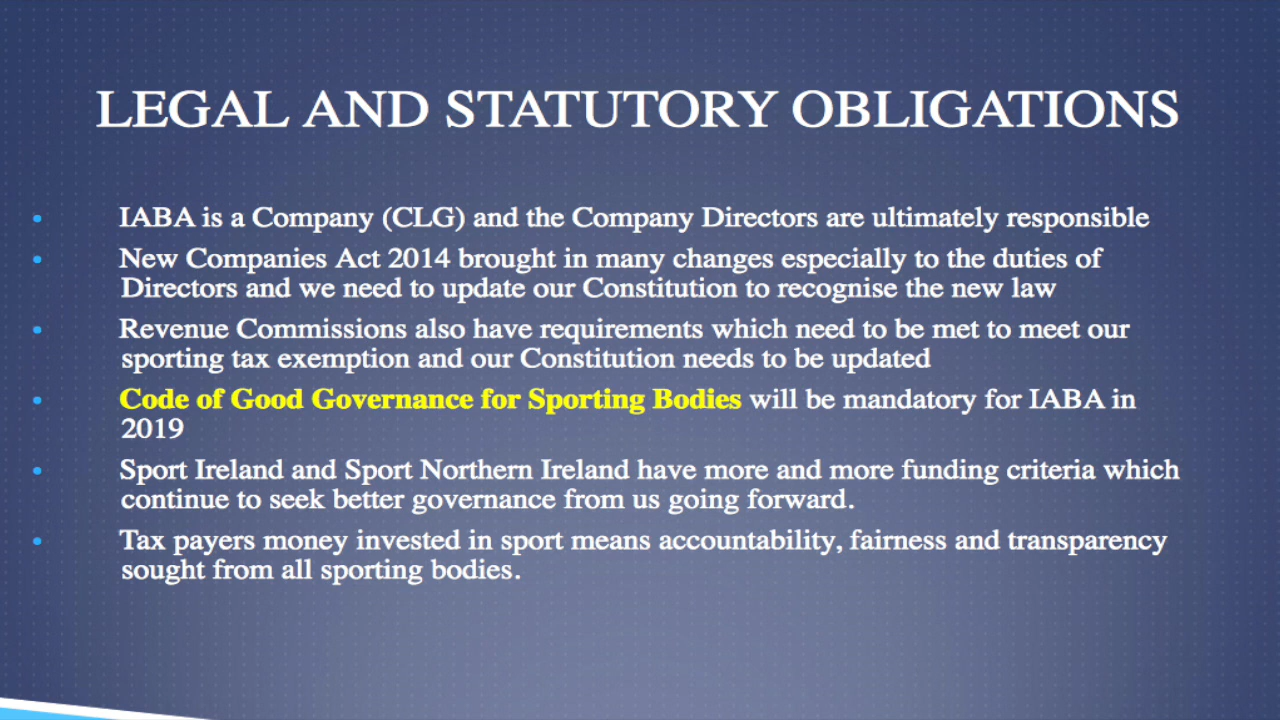 LEGAL AND STATUTORY OBLIGATIONS
• IABA is a Company (CLG) and the Company Directors are ultimately responsible
• New Companies Act 2014 brought in many changes especially to the duties of
Directors and we need to update our Constitution to recognise the new law
• Revenue Commissions also have requirements which need to be met to meet our
sporting tax exemption and our Constitution needs to be updated
• Code of Good Governance for Sporting Bodies will be mandatory for IABA in
2019
• Sport Ireland and Sport Northern Ireland have more and more funding criteria which
continue to seek better governance from us going forward.
• Tax payers money invested in sport means accountability, fairness and transparency
sought from all sporting bodies.